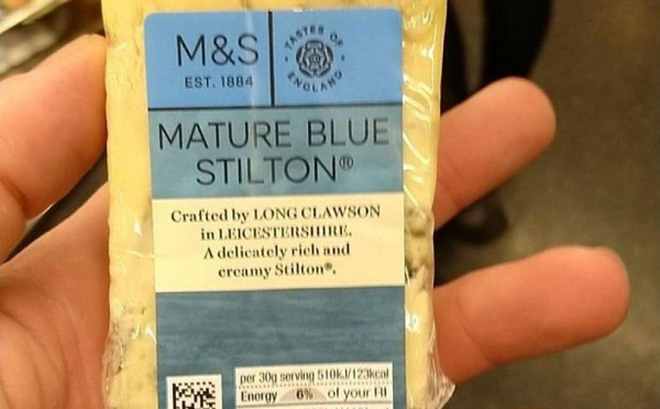 M&S
EST. 1884
TASTES OF
ENGLAND
MATURE BLUE
STILTON®
Crafted by LONG CLAWSON
in LEICESTERSHIRE.
A delicately rich and
creamy Stilton®.
per 30g serving 510kJ/123kcal
Energy 6% of your RI